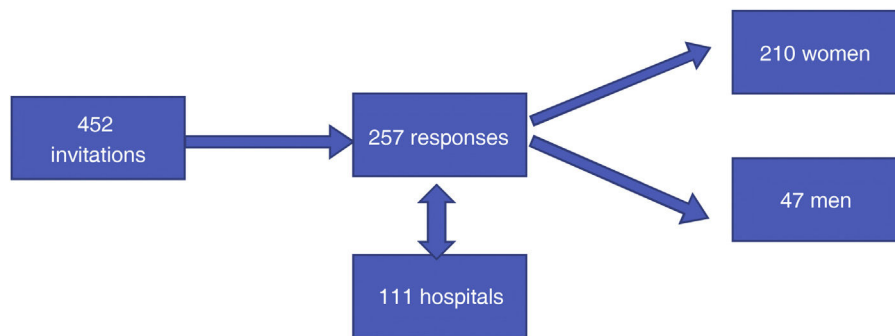 452
invitations
257 responses
210 women
47 men
111 hospitals